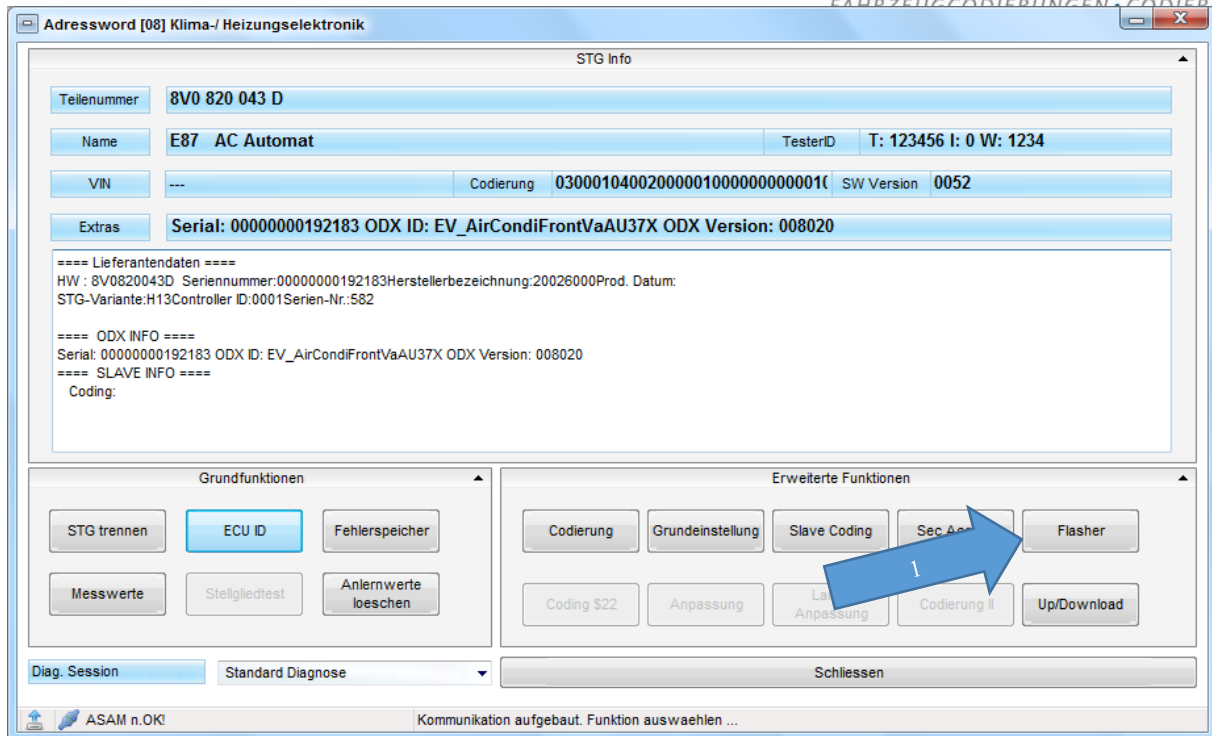 FAHRZEUGCODIERUNGEN • CODIER
Adressword [08] Klima-/ Heizungselektronik
STG Info
Teilenummer 8V0 820 043 D
Name E87 AC Automat TesterID T: 123456 I: 0 W: 1234
VIN --- Codierung SW Version 0052
Extras Serial: 00000000192183 ODX ID: EV_AirCondiFrontVaAU37X ODX Version: 008020
==== Lieferantendaten ====
HW : 8V0820043D Seriennummer:00000000192183Herstellerbezeichnung:20026000Prod. Datum:
STG-Variante:H13Controller ID:0001Serien-Nr.:582
==== ODX INFO ====
Serial: 00000000192183 ODX ID: EV_AirCondiFrontVaAU37X ODX Version: 008020
==== SLAVE INFO ====
Coding:
Grundfunktionen Erweiterte Funktionen
STG trennen ECU ID Fehlerspeicher Codierung Grundeinstellung Slave Coding Sec Flasher
1
Messwerte Stellgliedtest Anlernwerte loeschen Coding $22 Anpassung Anpassung Codierung II Up/Download
Diag. Session Standard Diagnose Schliessen
ASAM n.OK! Kommunikation aufgebaut. Funktion auswaehlen ...